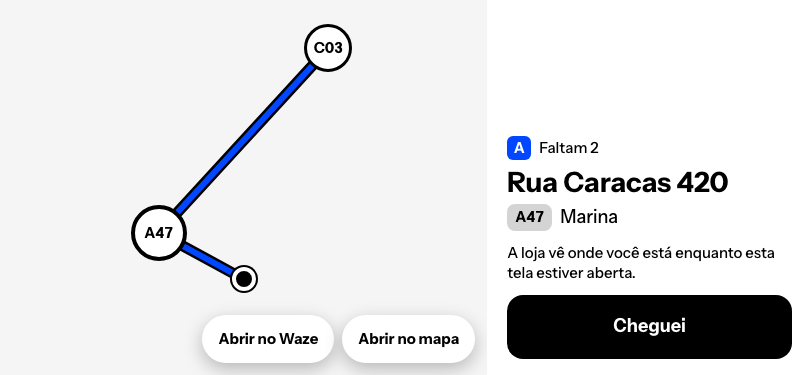 C03
A47
Abrir no Waze
Abrir no mapa
A Faltam 2
Rua Caracas 420
A47 Marina
A loja vê onde você está enquanto esta
tela estiver aberta.
Cheguei